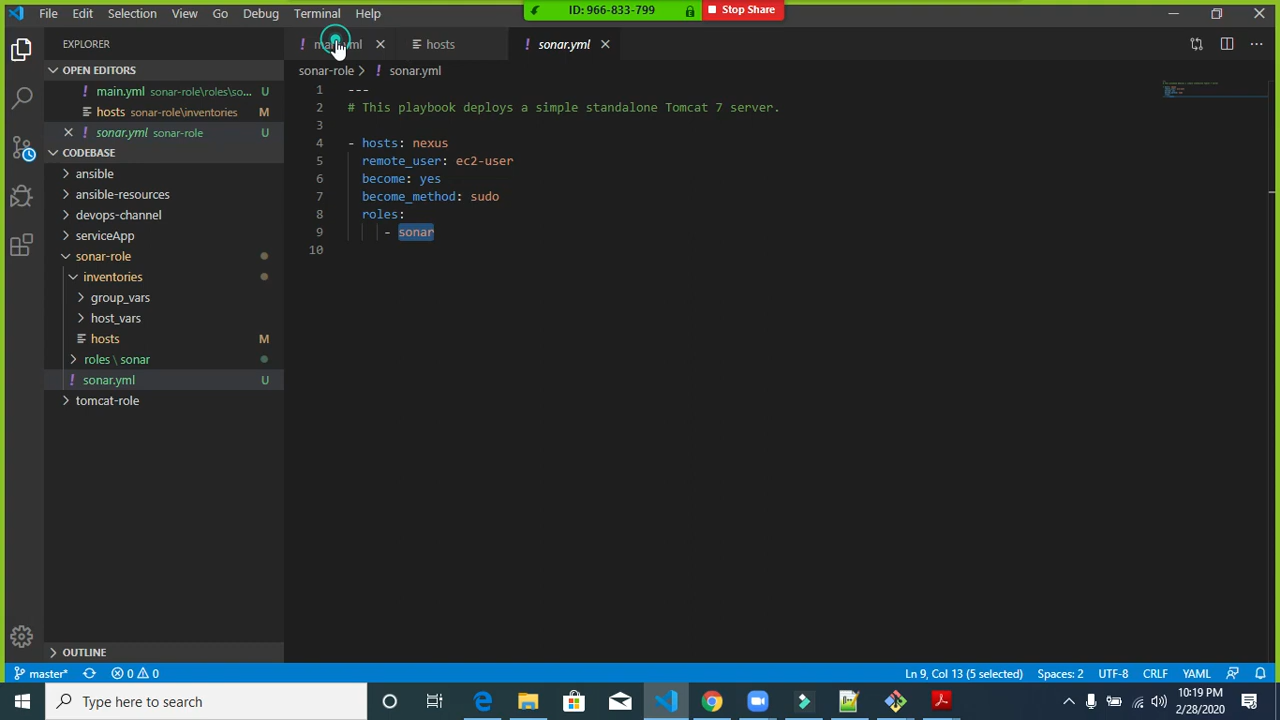 File Edit Selection View Go Debug Terminal Help
ID: 966-833-799 Stop Share
EXPLORER
OPEN EDITORS
main.yml sonar-role\roles\so... U
hosts sonar-role\inventories M
sonar.yml sonar-role U
CODEBASE
ansible
ansible-resources
devops-channel
serviceApp
sonar-role
inventories
group_vars
host_vars
hosts M
roles \ sonar
sonar.yml U
tomcat-role
OUTLINE
hosts sonar.yml
sonar-role sonar.yml
1 ---
2 # This playbook deploys a simple standalone Tomcat 7 server.
3
4 - hosts: nexus
5 remote_user: ec2-user
6 become: yes
7 become_method: sudo
8 roles:
9 - sonar
10
master* 0 0 Ln 9, Col 13 (5 selected) Spaces: 2 UTF-8 CRLF YAML
Type here to search
10:19 PM
2/28/2020